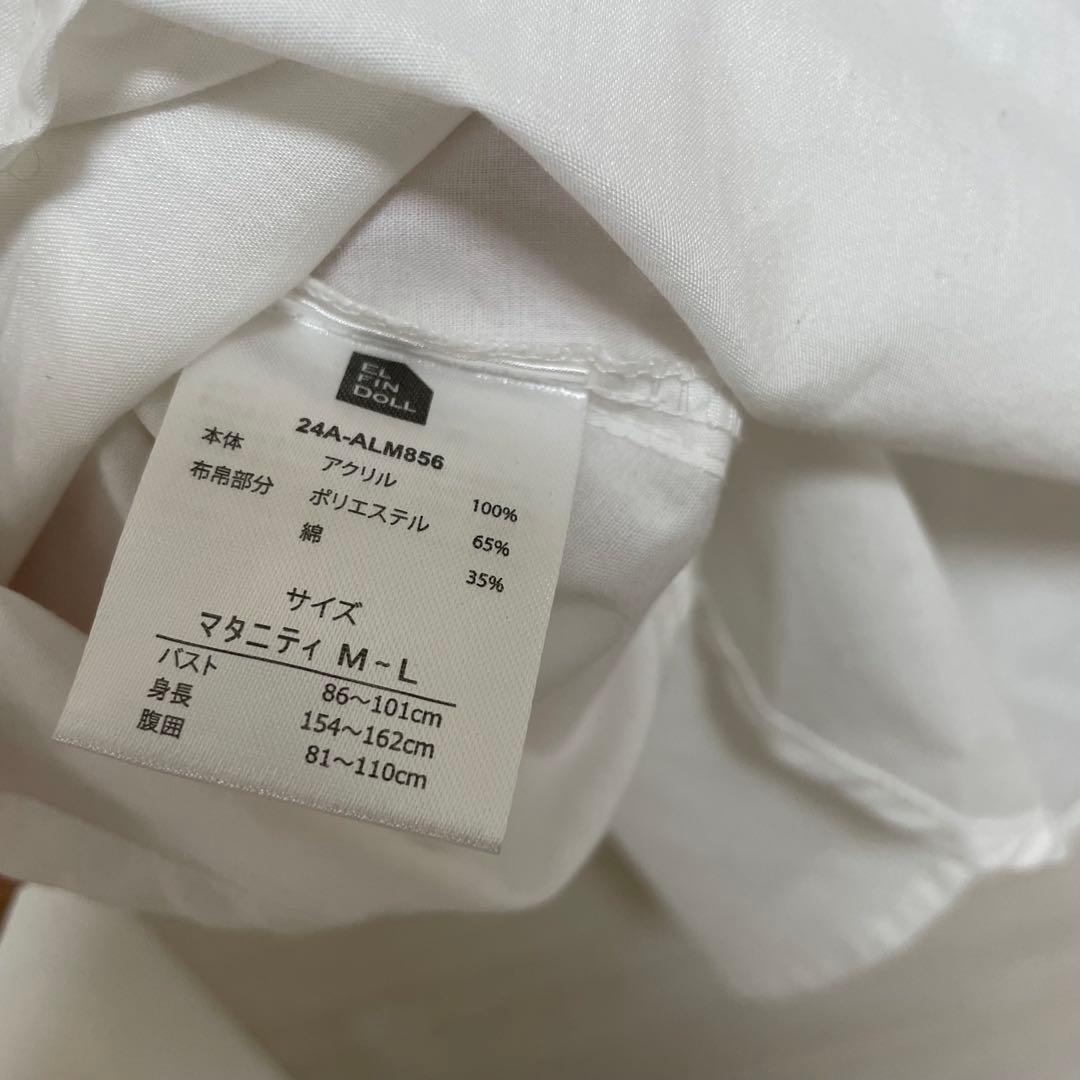 EL
FIN
DOLL
24A-ALM856
本体 アクリル 100%
布帛部分 ポリエステル 65%
綿 35%
サイズ
マタニティ M~L
バスト 86～101cm
身長 154～162cm
腹囲 81～110cm